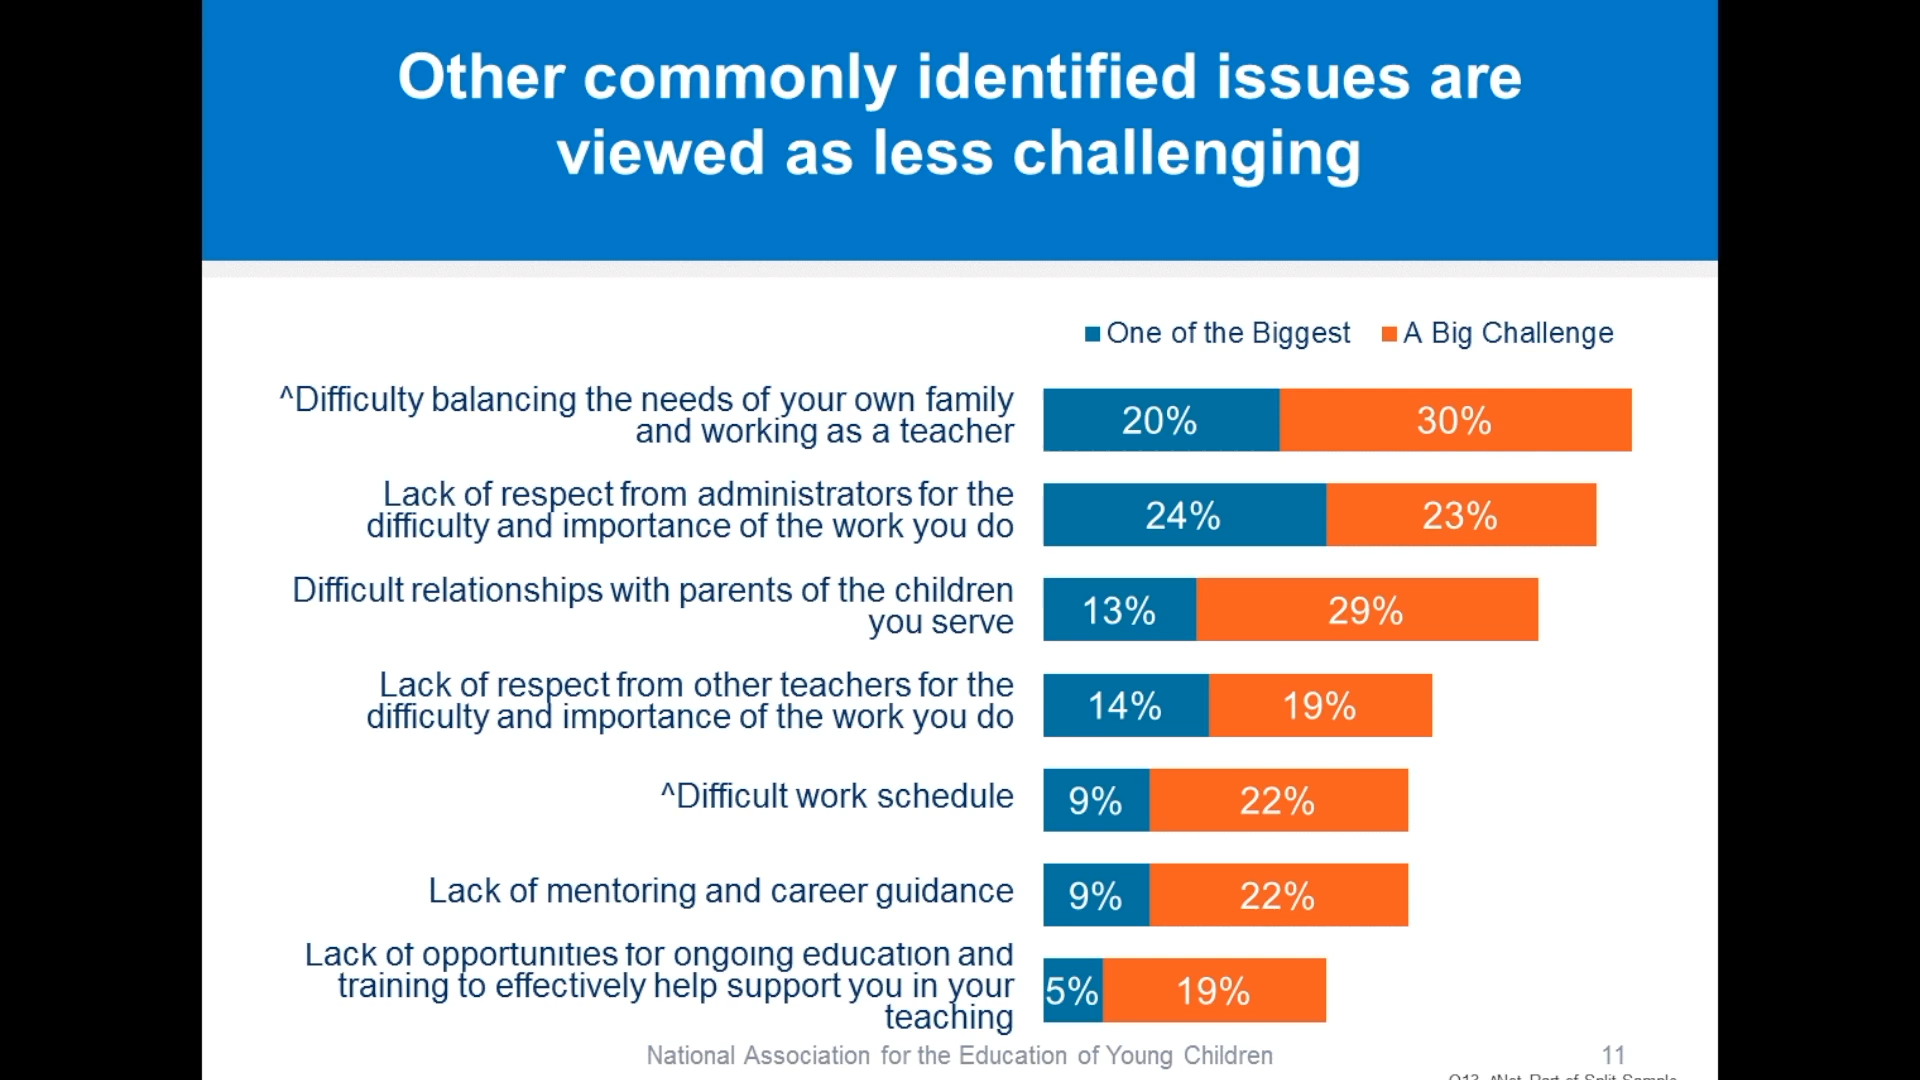 Other commonly identified issues are
viewed as less challenging
One of the Biggest A Big Challenge
^Difficulty balancing the needs of your own family
and working as a teacher
20% 30%
Lack of respect from administrators for the
difficulty and importance of the work you do
24% 23%
Difficult relationships with parents of the children
you serve
13% 29%
Lack of respect from other teachers for the
difficulty and importance of the work you do
14% 19%
^Difficult work schedule
9% 22%
Lack of mentoring and career guidance
9% 22%
Lack of opportunities for ongoing education and
training to effectively help support you in your
teaching
5% 19%
National Association for the Education of Young Children 11
Part of Split Sample